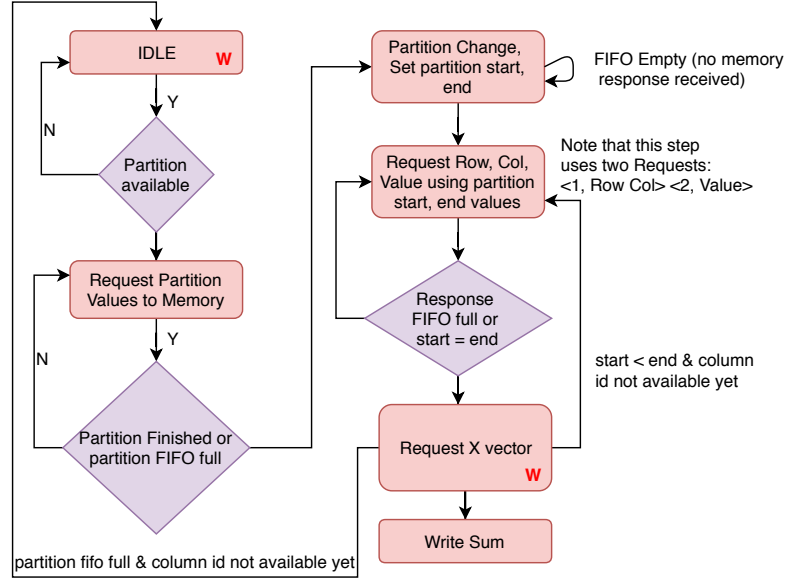 IDLE
W
Y
N
Partition
available
Request Partition
Values to Memory
Y
N
Partition Finished or
partition FIFO full
partition fifo full & column id not available yet
Partition Change,
Set partition start,
end
FIFO Empty (no memory
response received)
Request Row, Col,
Value using partition
start, end values
Note that this step
uses two Requests:
<1, Row Col> <2, Value>
Response
FIFO full or
start = end
start < end & column
id not available yet
Request X vector
W
Write Sum